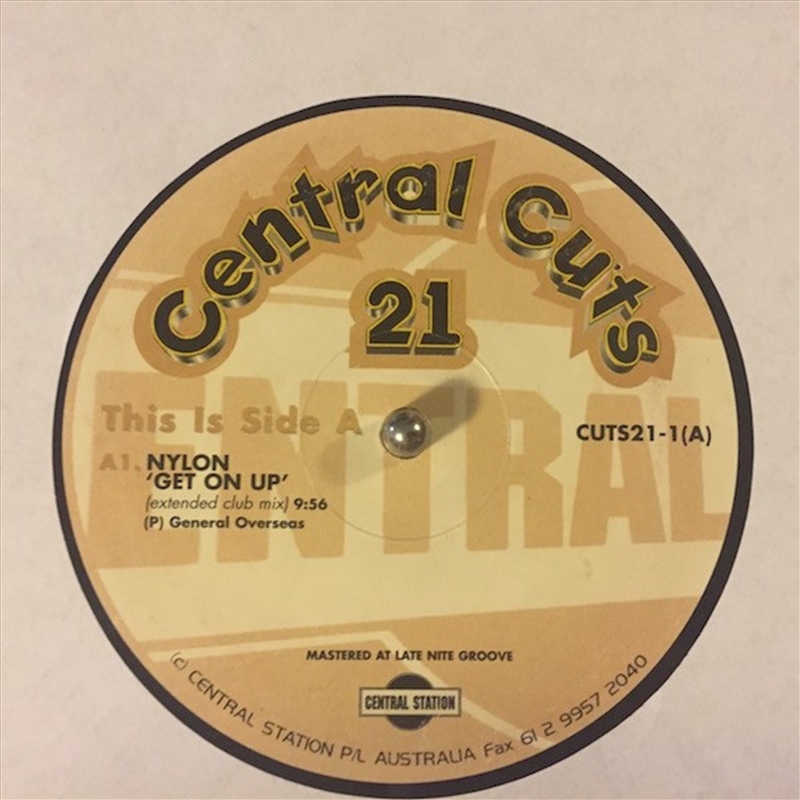 Central Cuts
21
ENTRAL
This Is Side A
CUTS21-1(A)
A1. NYLON
'GET ON UP'
(extended club mix) 9:56
(P) General Overseas
MASTERED AT LATE NITE GROOVE
CENTRAL STATION
(c) CENTRAL STATION P/L AUSTRALIA Fax 61 2 9957 2040